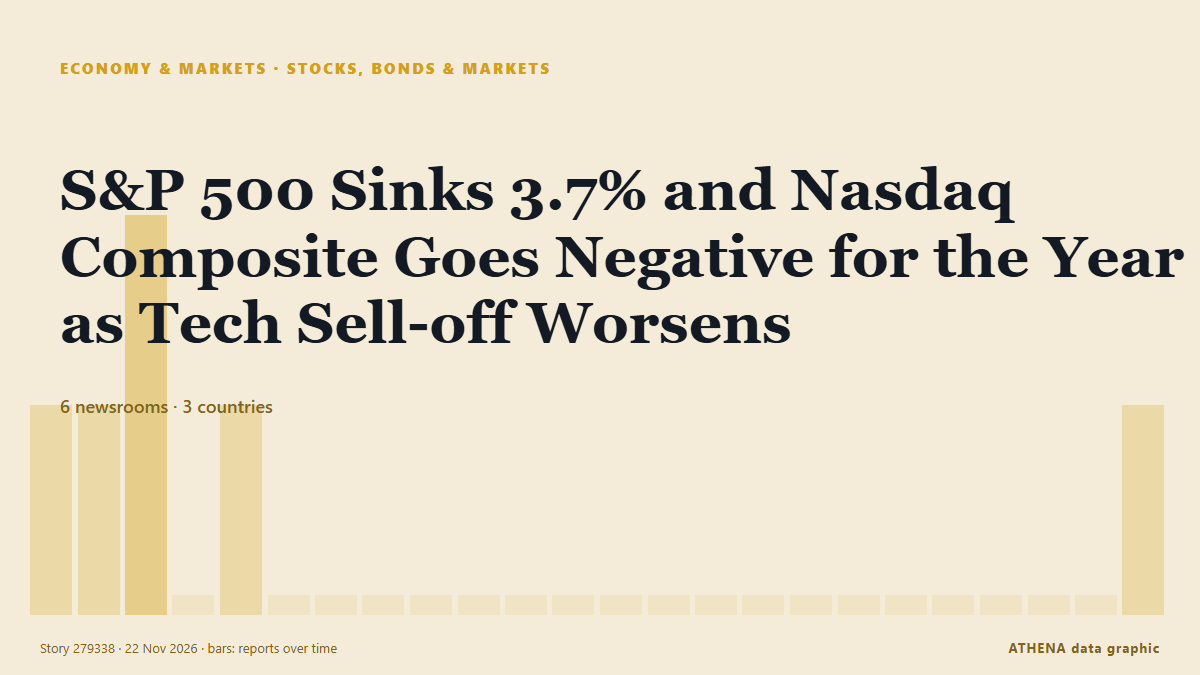 ECONOMY & MARKETS · STOCKS, BONDS & MARKETS
S&P 500 Sinks 3.7% and Nasdaq
Composite Goes Negative for the Year
as Tech Sell-off Worsens
6 newsrooms · 3 countries
Story 279338 · 22 Nov 2026 · bars: reports over time
ATHENA data graphic